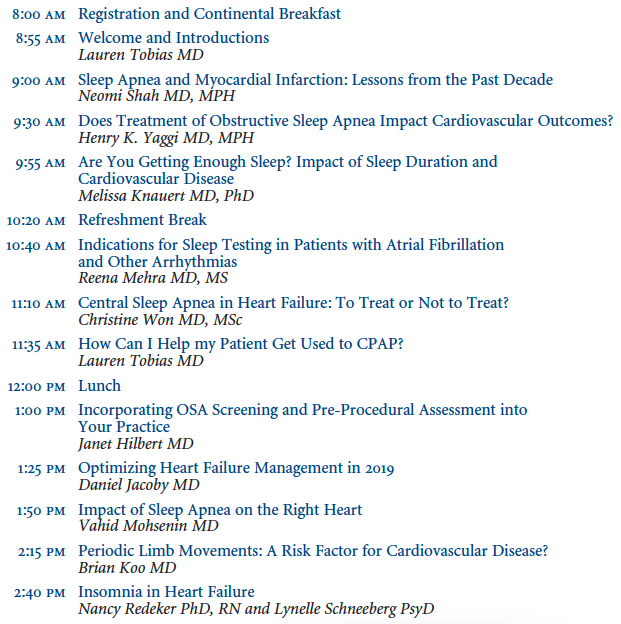 8:00 AM Registration and Continental Breakfast
8:55 AM Welcome and Introductions
Lauren Tobias MD
9:00 AM Sleep Apnea and Myocardial Infarction: Lessons from the Past Decade
Neomi Shah MD, MPH
9:30 AM Does Treatment of Obstructive Sleep Apnea Impact Cardiovascular Outcomes?
Henry K. Yaggi MD, MPH
9:55 AM Are You Getting Enough Sleep? Impact of Sleep Duration and
Cardiovascular Disease
Melissa Knauert MD, PhD
10:20 AM Refreshment Break
10:40 AM Indications for Sleep Testing in Patients with Atrial Fibrillation
and Other Arrhythmias
Reena Mehra MD, MS
11:10 AM Central Sleep Apnea in Heart Failure: To Treat or Not to Treat?
Christine Won MD, MSc
11:35 AM How Can I Help my Patient Get Used to CPAP?
Lauren Tobias MD
12:00 PM Lunch
1:00 PM Incorporating OSA Screening and Pre-Procedural Assessment into
Your Practice
Janet Hilbert MD
1:25 PM Optimizing Heart Failure Management in 2019
Daniel Jacoby MD
1:50 PM Impact of Sleep Apnea on the Right Heart
Vahid Mohsenin MD
2:15 PM Periodic Limb Movements: A Risk Factor for Cardiovascular Disease?
Brian Koo MD
2:40 PM Insomnia in Heart Failure
Nancy Redeker PhD, RN and Lynelle Schneeberg PsyD